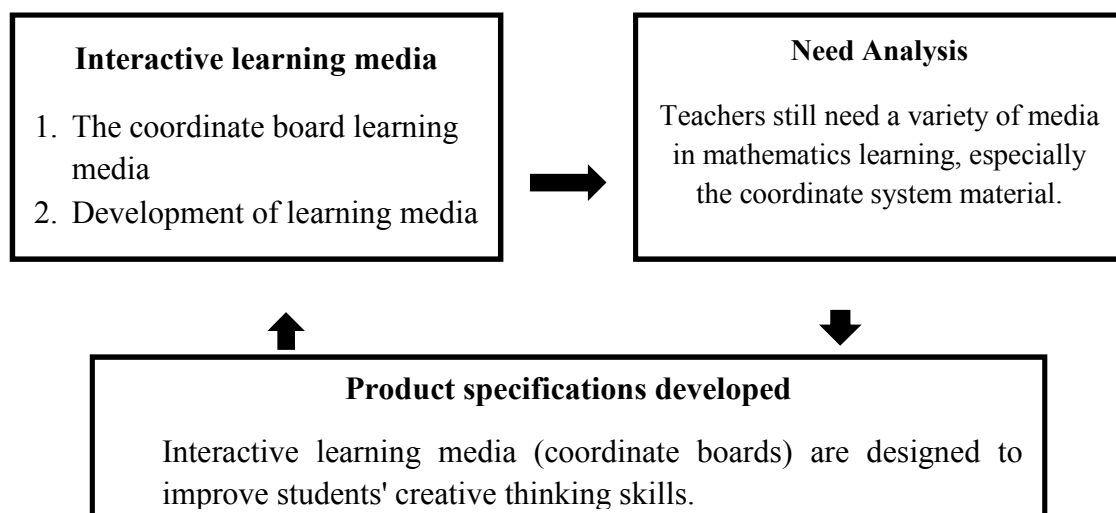 Interactive learning media
1. The coordinate board learning
media
2. Development of learning media
Need Analysis
Teachers still need a variety of media
in mathematics learning, especially
the coordinate system material.
Product specifications developed
Interactive learning media (coordinate boards) are designed to
improve students' creative thinking skills.